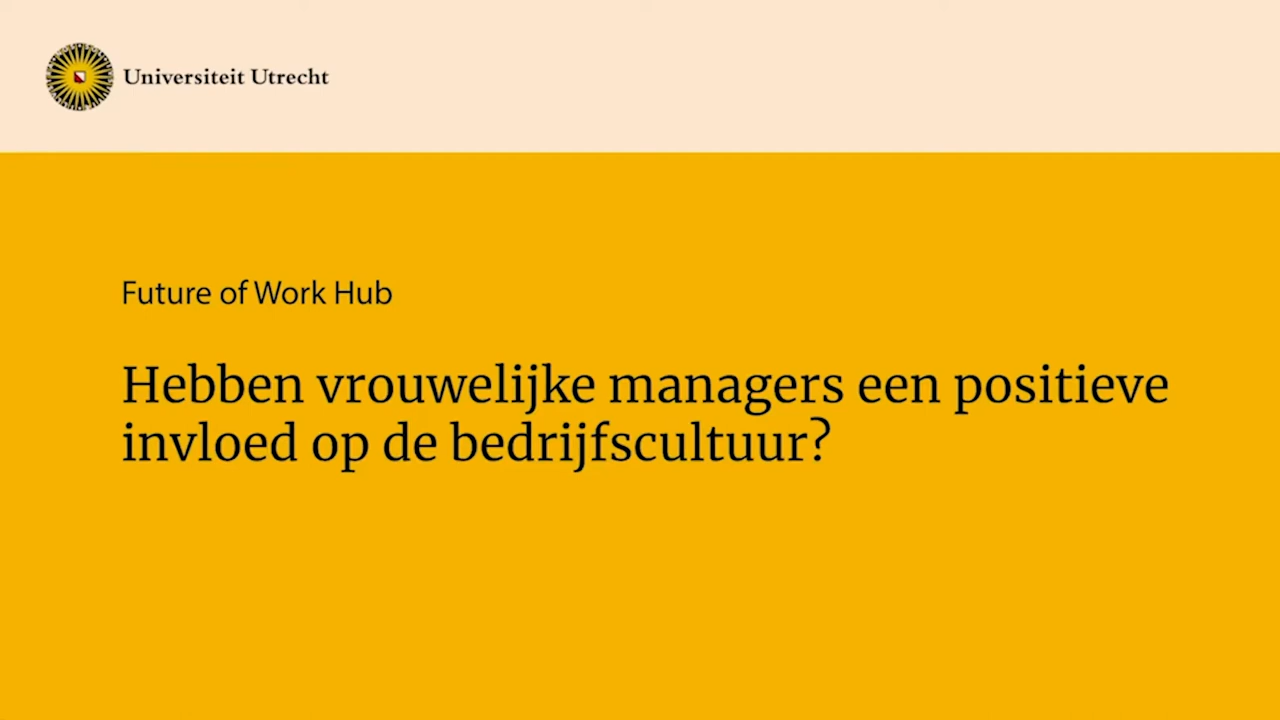 Universiteit Utrecht
Future of Work Hub
Hebben vrouwelijke managers een positieve
invloed op de bedrijfscultuur?